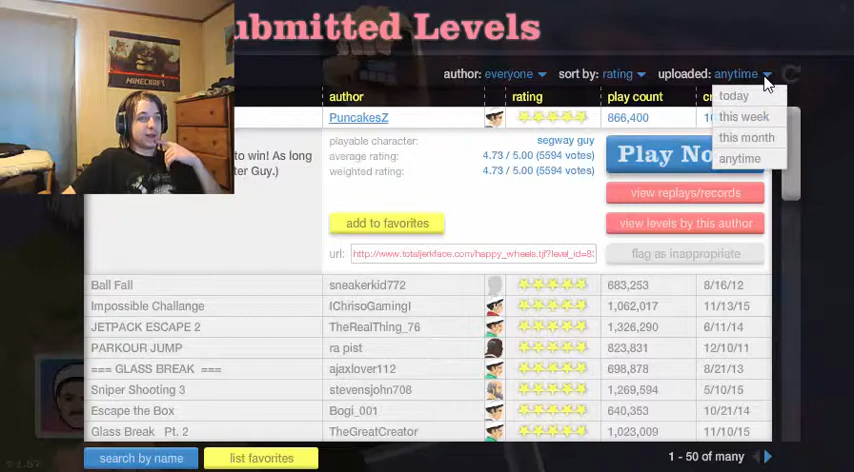 ubmitted Levels
MINECRAFT
author: everyone sort by: rating uploaded: anytime
today
this week
this month
anytime
author rating play count
PuncakesZ 866,400
to win! As long
ter Guy.)
playable character: segway guy
average rating: 4.73 / 5.00 (5594 votes)
weighted rating: 4.73 / 5.00 (5594 votes)
Play No
view replays/records
add to favorites
view levels by this author
url: http://www.totaljerkface.com/happy_wheels.tjf?level_id=8
flag as inappropriate
Ball Fall sneakerkid772 683,253 8/16/12
Impossible Challange IChrisoGamingI 1,062,017 11/13/15
JETPACK ESCAPE 2 TheRealThing_76 1,326,290 6/11/14
PARKOUR JUMP ra pist 823,831 12/10/11
=== GLASS BREAK === ajaxlover112 698,878 8/21/13
Sniper Shooting 3 stevensjohn708 1,269,594 5/10/15
Escape the Box Bogi_001 640,353 10/21/14
Glass Break Pt. 2 TheGreatCreator 1,023,009 11/10/15
search by name list favorites 1 - 50 of many
v 1.57